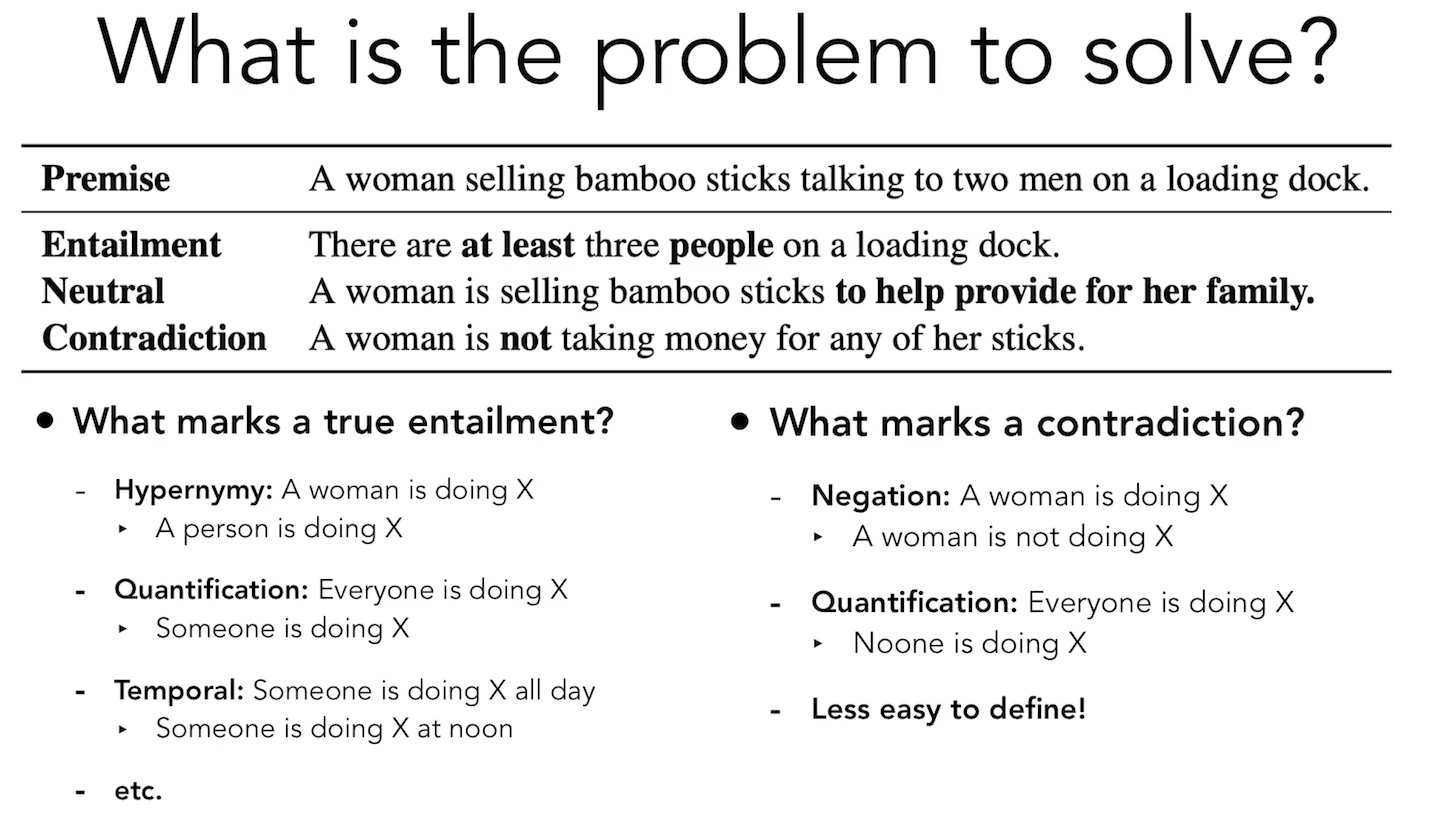 What is the problem to solve?
Premise A woman selling bamboo sticks talking to two men on a loading dock.
Entailment There are at least three people on a loading dock.
Neutral A woman is selling bamboo sticks to help provide for her family.
Contradiction A woman is not taking money for any of her sticks.
● What marks a true entailment?
- Hypernymy: A woman is doing X
▸ A person is doing X
- Quantification: Everyone is doing X
▸ Someone is doing X
- Temporal: Someone is doing X all day
▸ Someone is doing X at noon
- etc.
● What marks a contradiction?
- Negation: A woman is doing X
▸ A woman is not doing X
- Quantification: Everyone is doing X
▸ Noone is doing X
- Less easy to define!